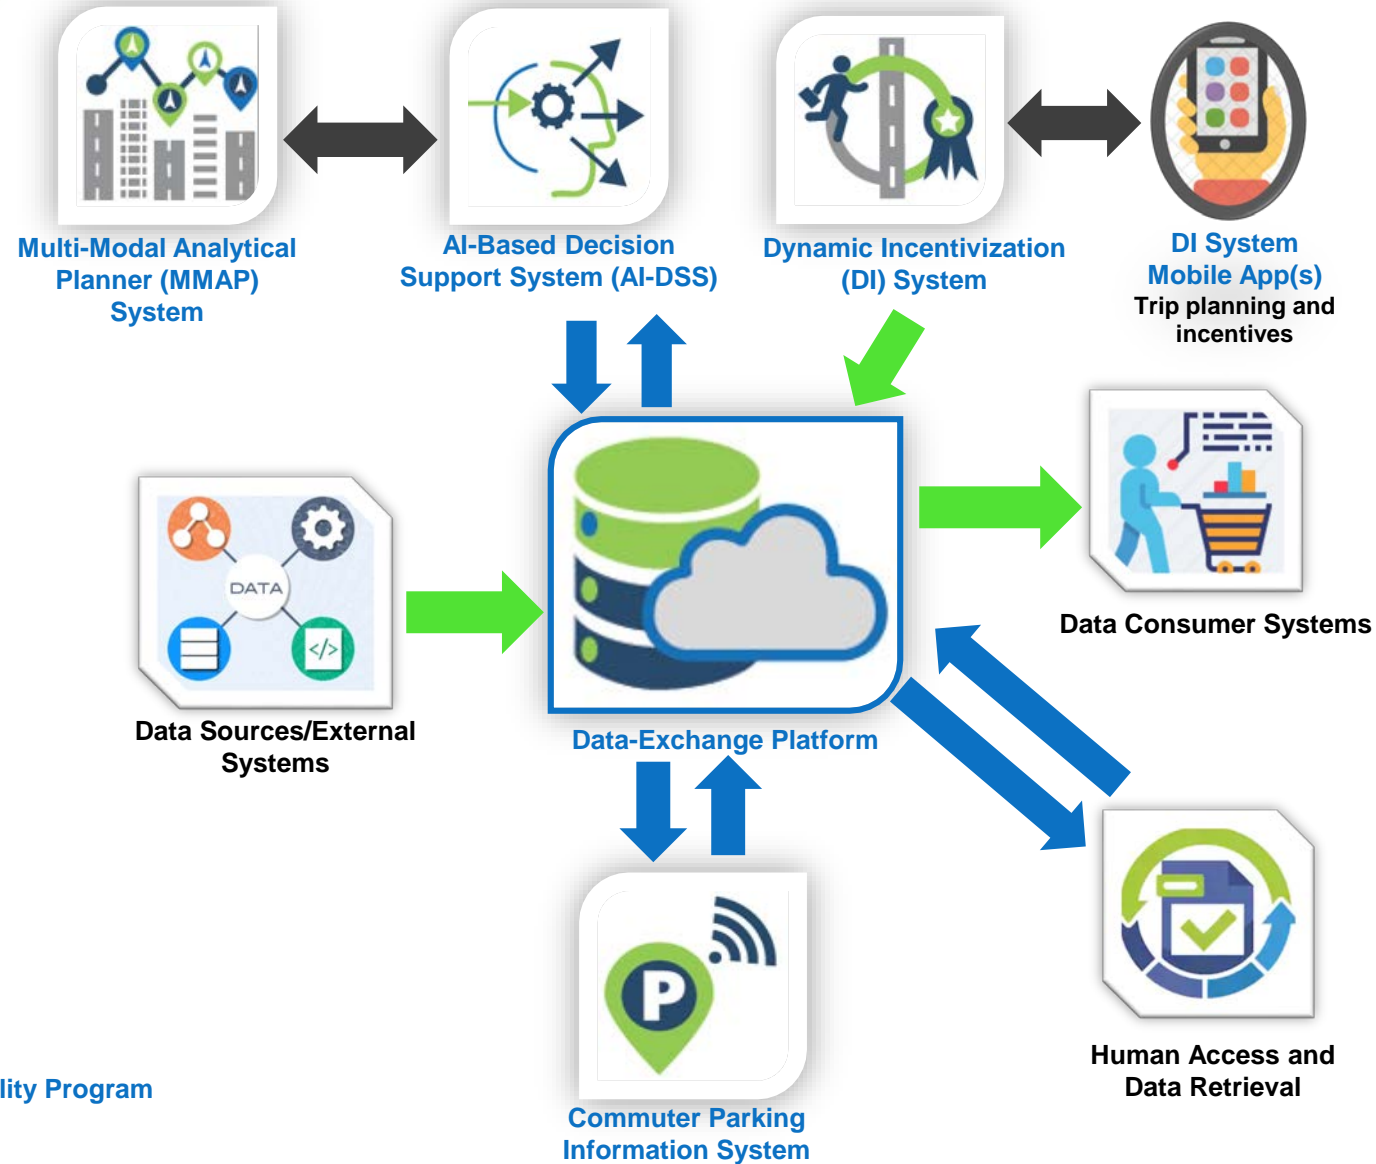 Multi-Modal Analytical
Planner (MMAP)
System
AI-Based Decision
Support System (AI-DSS)
Dynamic Incentivization
(DI) System
DI System
Mobile App(s)
Trip planning and
incentives
DATA
</>
Data Sources/External
Systems
Data-Exchange Platform
Data Consumer Systems
P
Human Access and
Data Retrieval
Commuter Parking
Information System
lity Program